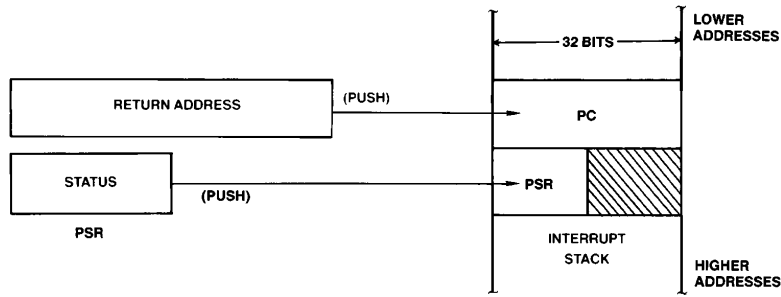 LOWER
ADDRESSES
32 BITS
RETURN ADDRESS
(PUSH)
PC
STATUS
(PUSH)
PSR
PSR
INTERRUPT
STACK
HIGHER
ADDRESSES